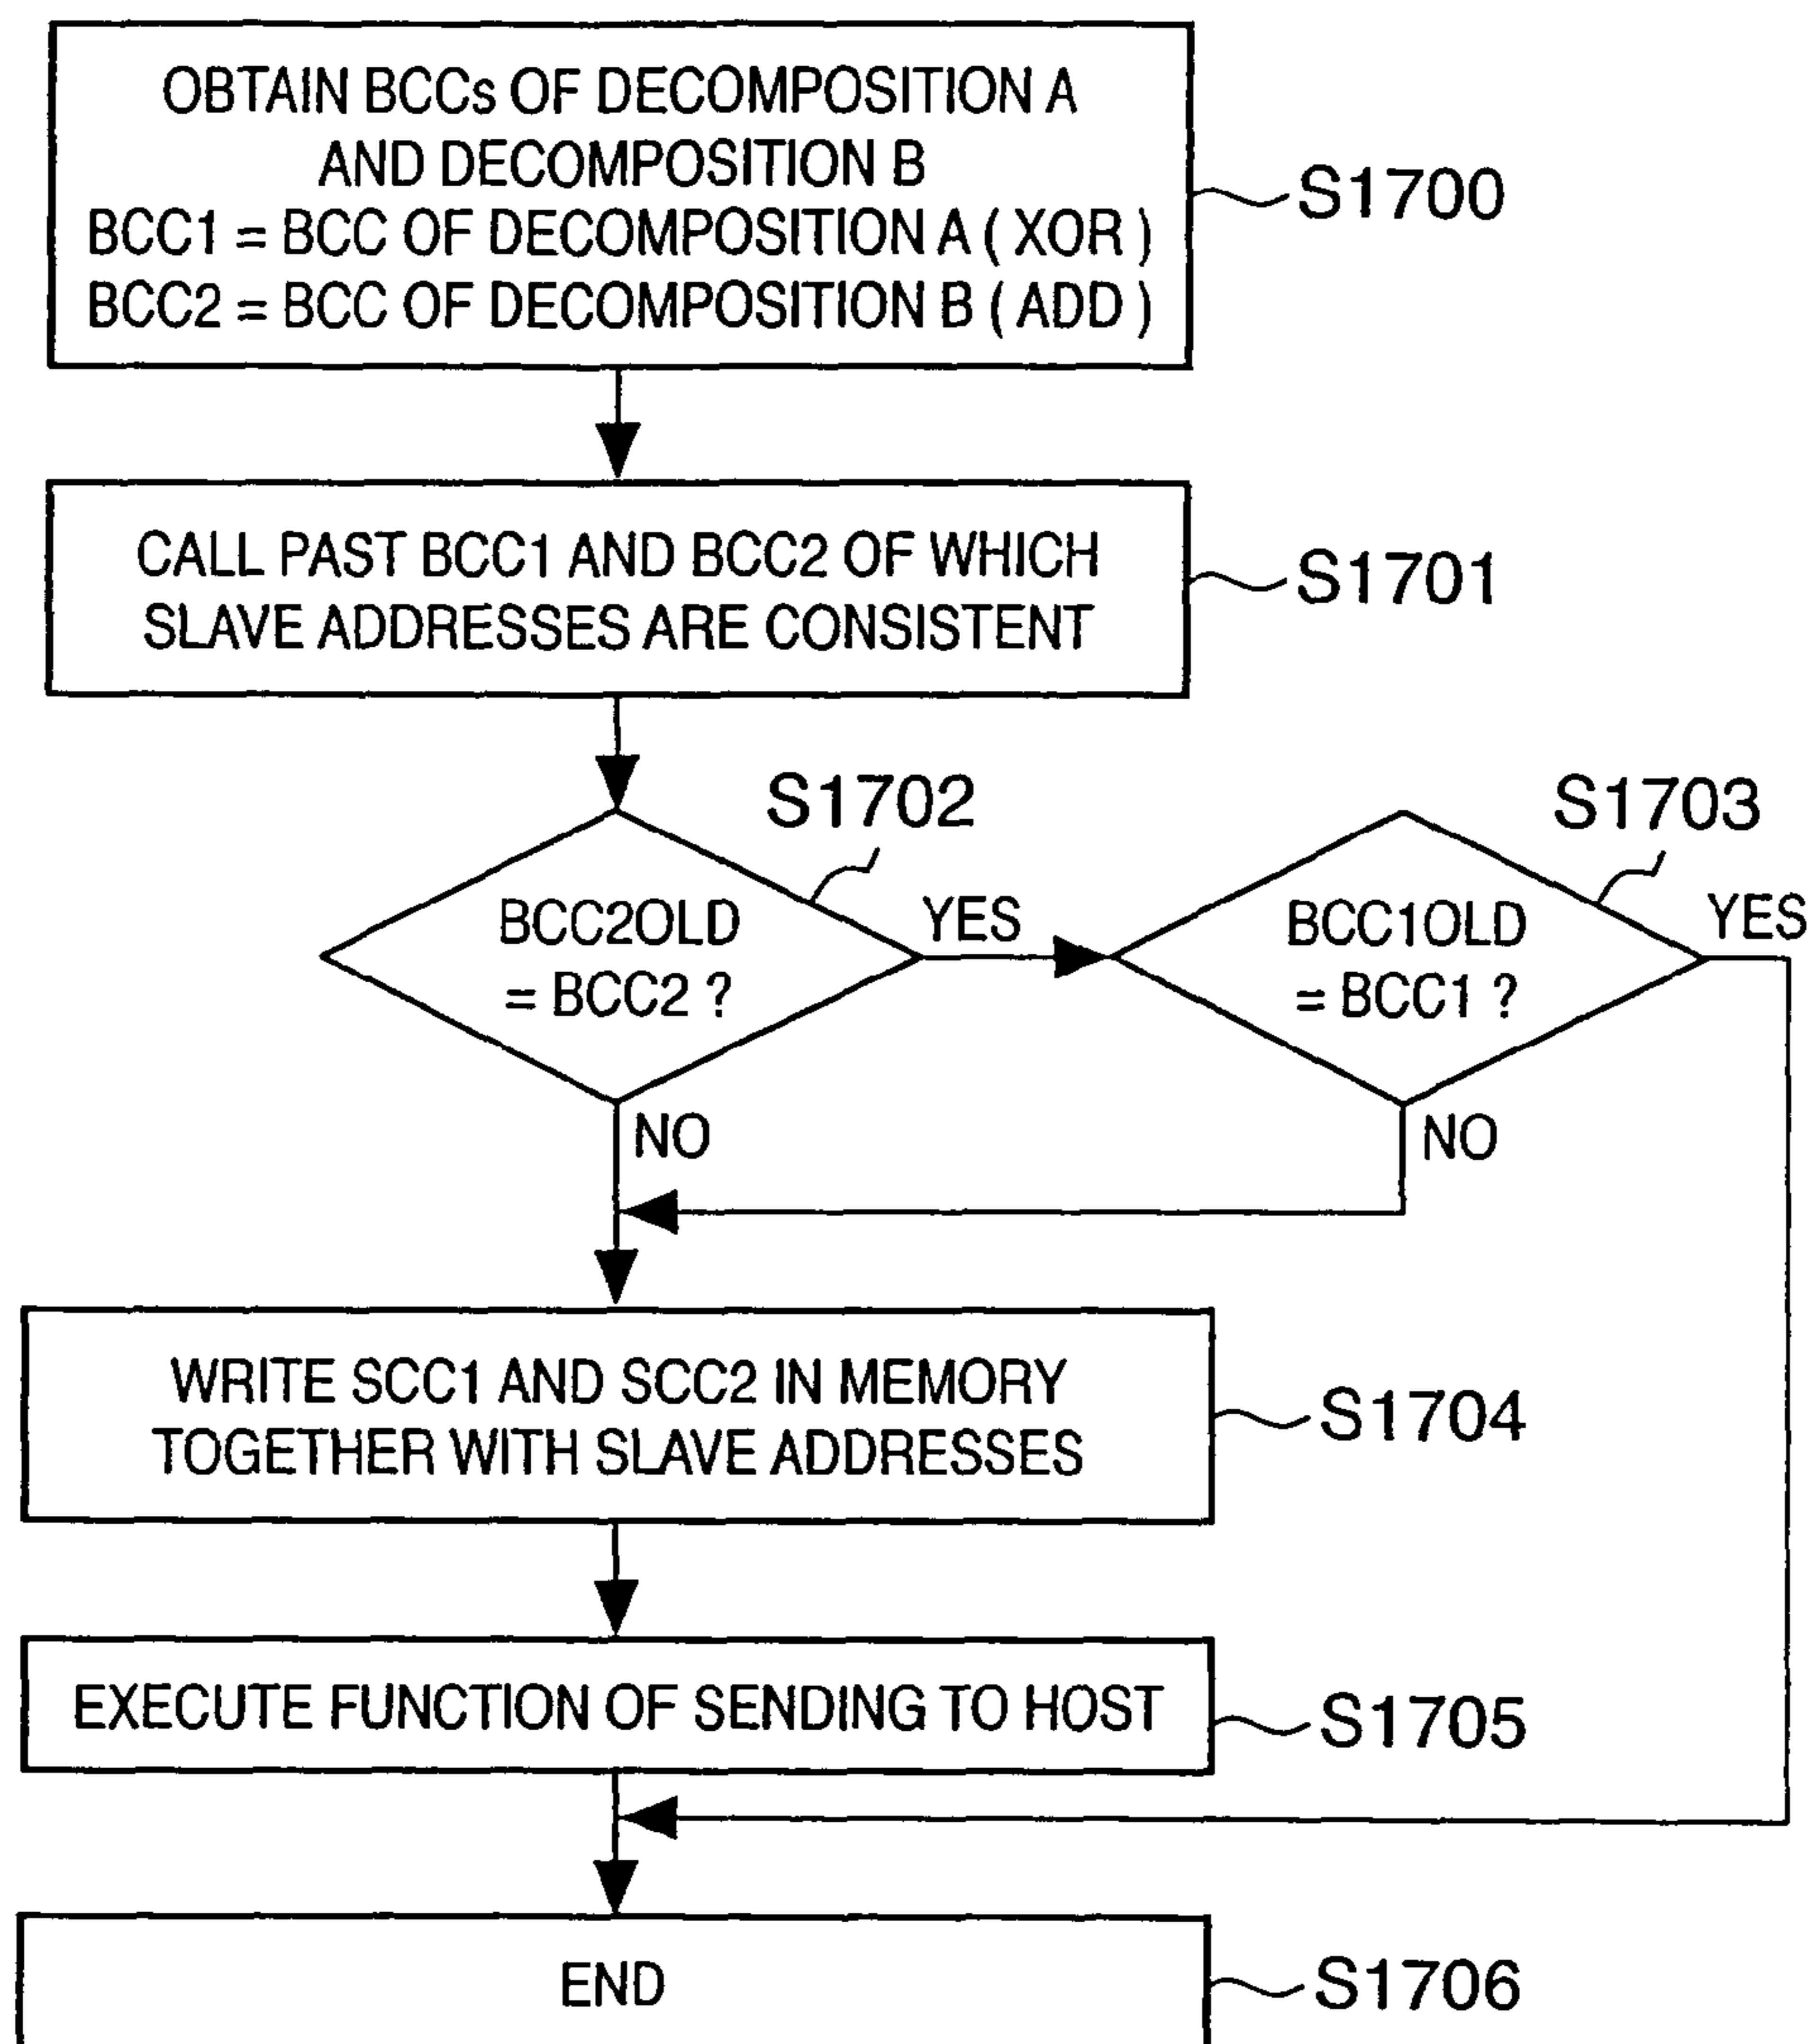 OBTAIN BCCs OF DECOMPOSITION A
AND DECOMPOSITION B
BCC1 = BCC OF DECOMPOSITION A ( XOR )
BCC2 = BCC OF DECOMPOSITION B ( ADD )
S1700
CALL PAST BCC1 AND BCC2 OF WHICH
SLAVE ADDRESSES ARE CONSISTENT
S1701
S1702
S1703
BCC2OLD
= BCC2 ?
YES
BCC1OLD
= BCC1 ?
YES
NO
NO
WRITE SCC1 AND SCC2 IN MEMORY
TOGETHER WITH SLAVE ADDRESSES
S1704
EXECUTE FUNCTION OF SENDING TO HOST
S1705
END
S1706